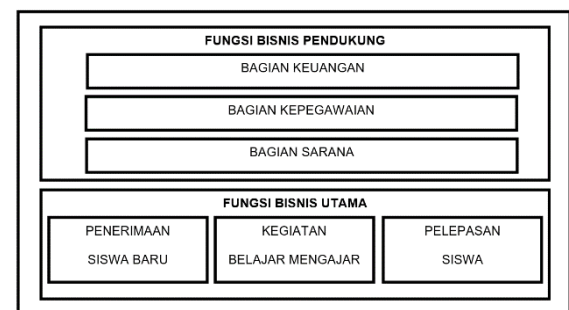 FUNGSI BISNIS PENDUKUNG
BAGIAN KEUANGAN
BAGIAN KEPEGAWAIAN
BAGIAN SARANA
FUNGSI BISNIS UTAMA
PENERIMAAN
SISWA BARU
KEGIATAN
BELAJAR MENGAJAR
PELEPASAN
SISWA